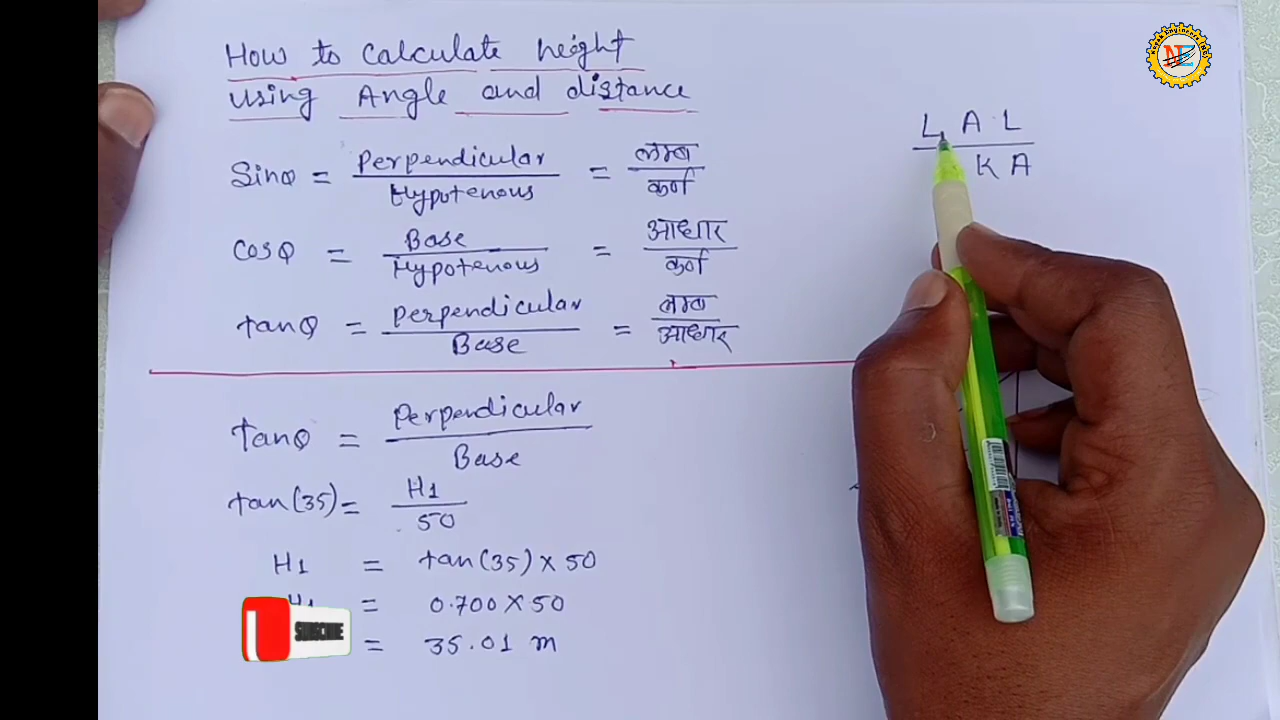 How to calculate height
using Angle and distance
Sinθ = Perpendicular / Hypotenous = लम्ब / कर्ण
cosθ = Base / Hypotenous = आधार / कर्ण
tanθ = Perpendicular / Base = लम्ब / आधार
L A L
K A
tanθ = Perpendicular / Base
tan(35) = H1 / 50
H1 = tan(35) × 50
H1 = 0.700 × 50
= 35.01 m
SUBSCRIBE
NE